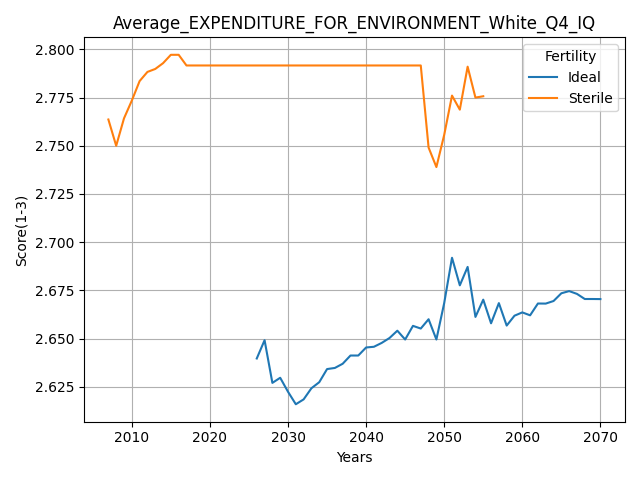 Average_EXPENDITURE_FOR_ENVIRONMENT_White_Q4_IQ
Fertility
Ideal
Sterile
Score(1-3)
2.800
2.775
2.750
2.725
2.700
2.675
2.650
2.625
2010 2020 2030 2040 2050 2060 2070
Years